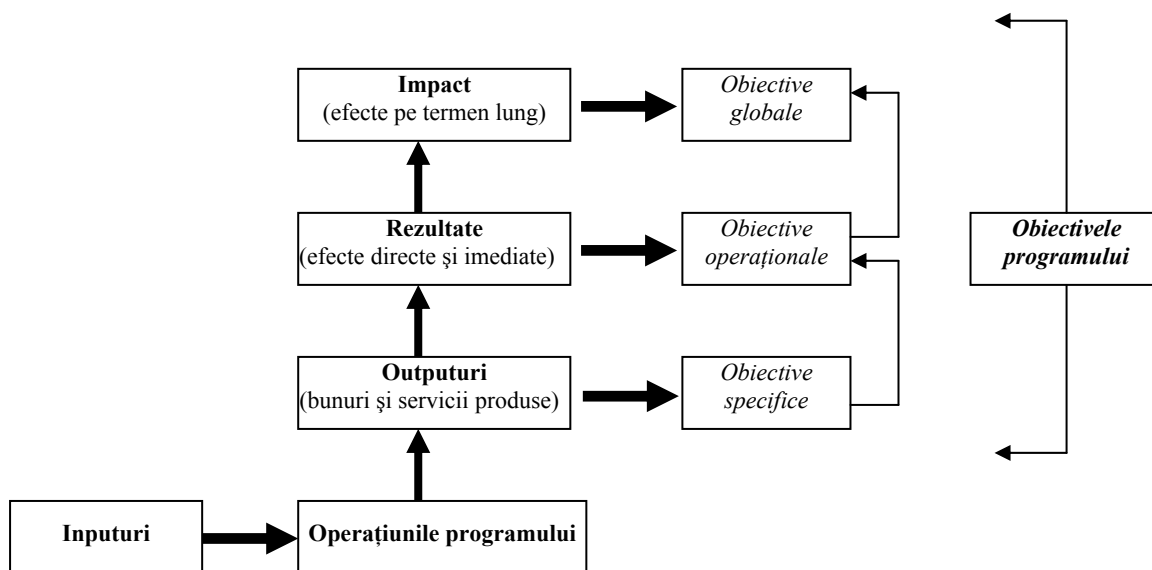 Impact
(efecte pe termen lung)
Obiective
globale
Rezultate
(efecte directe şi imediate)
Obiective
operaţionale
Obiectivele
programului
Outputuri
(bunuri şi servicii produse)
Obiective
specifice
Inputuri
Operaţiunile programului